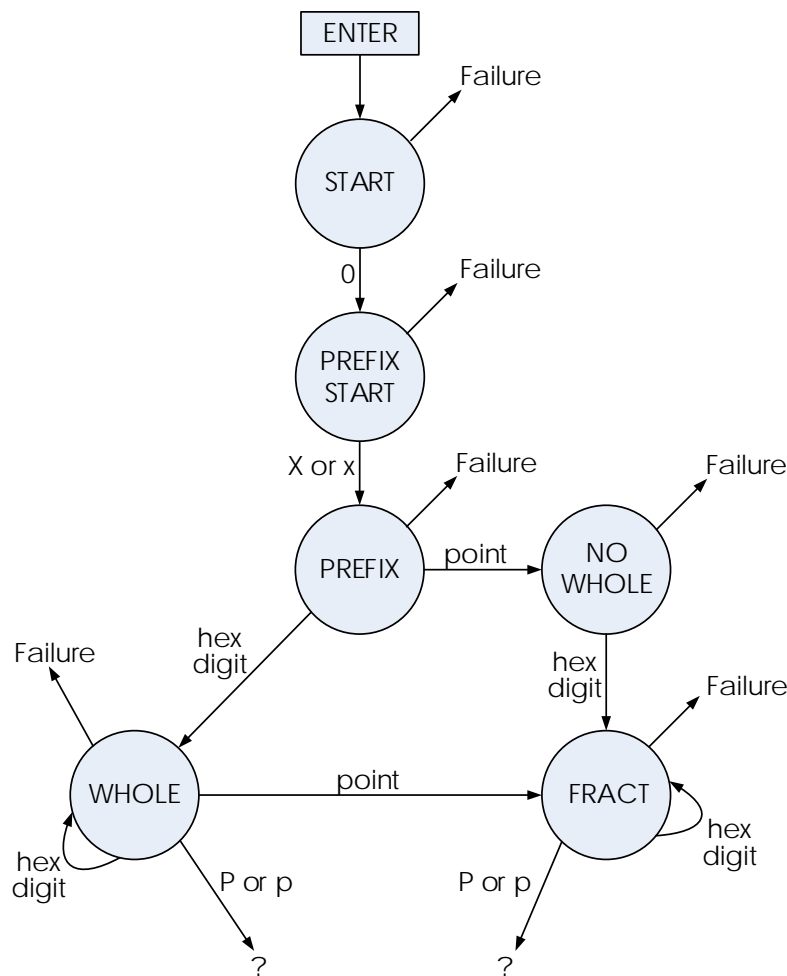 ENTER
Failure
START
0
Failure
PREFIX
START
X or x
Failure
Failure
PREFIX
point
NO
WHOLE
hex
digit
hex
digit
Failure
Failure
WHOLE
point
FRACT
hex
digit
hex
digit
P or p
P or p
?
?